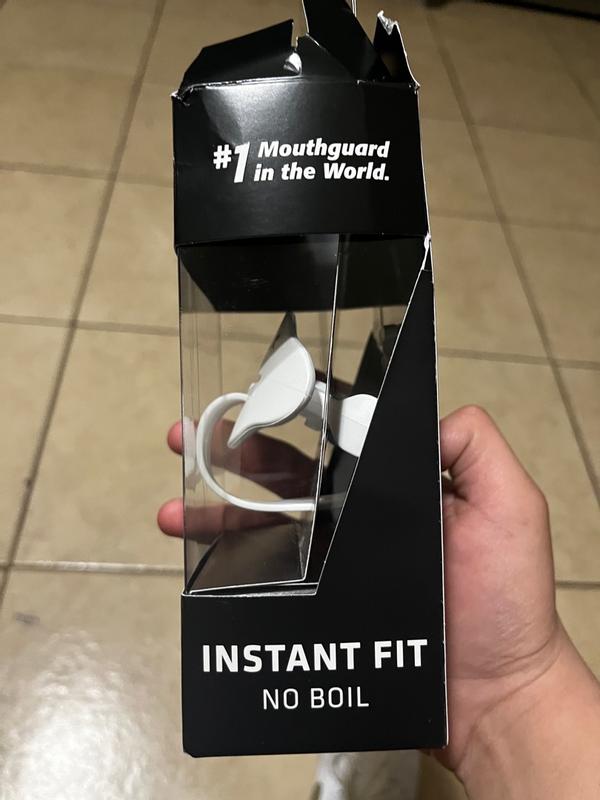 #1 Mouthguard
in the World.
INSTANT FIT
NO BOIL